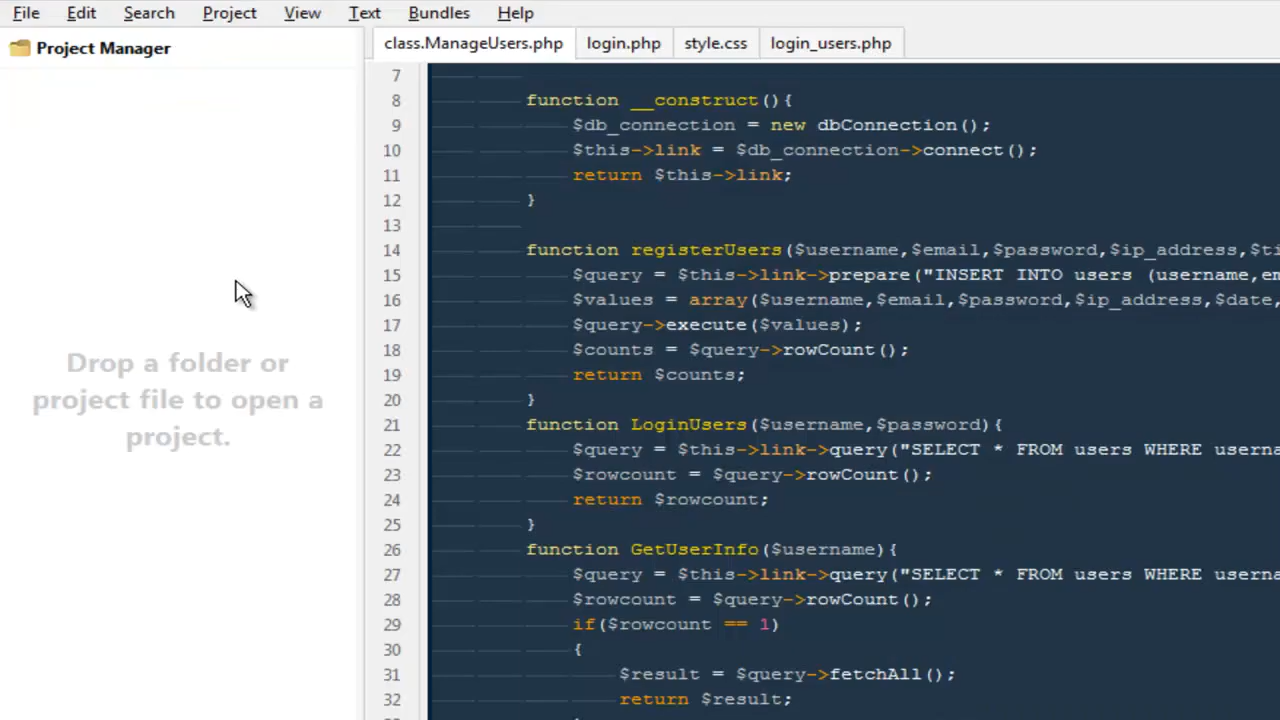 File Edit Search Project View Text Bundles Help
Project Manager
class.ManageUsers.php login.php style.css login_users.php
Drop a folder or
project file to open a
project.
7
8 function __construct(){
9 $db_connection = new dbConnection();
10 $this->link = $db_connection->connect();
11 return $this->link;
12 }
13
14 function registerUsers($username,$email,$password,$ip_address,$ti
15 $query = $this->link->prepare("INSERT INTO users (username,em
16 $values = array($username,$email,$password,$ip_address,$date,
17 $query->execute($values);
18 $counts = $query->rowCount();
19 return $counts;
20 }
21 function LoginUsers($username,$password){
22 $query = $this->link->query("SELECT * FROM users WHERE userna
23 $rowcount = $query->rowCount();
24 return $rowcount;
25 }
26 function GetUserInfo($username){
27 $query = $this->link->query("SELECT * FROM users WHERE userna
28 $rowcount = $query->rowCount();
29 if($rowcount == 1)
30 {
31 $result = $query->fetchAll();
32 return $result;